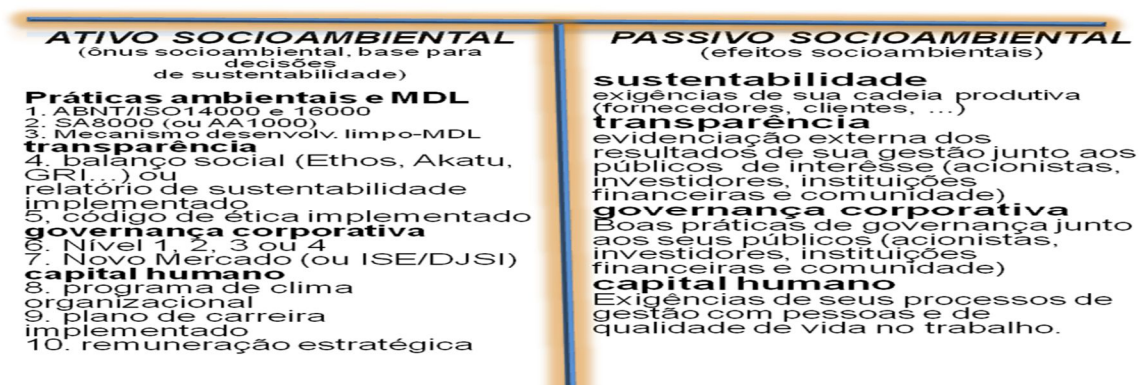 ATIVO SOCIOAMBIENTAL
(ônus socioambiental, base para
decisões
de sustentabilidade)
Práticas ambientais e MDL
1. ABNT/ISO14000 e 16000
2. SA8000 (ou AA1000)
3. Mecanismo desenvolv. limpo-MDL
transparência
4. balanço social (Ethos, Akatu,
GRI...) ou
relatório de sustentabilidade
implementado
5, código de ética implementado
governança corporativa
6. Nível 1, 2, 3 ou 4
7. Novo Mercado (ou ISE/DJSI)
capital humano
8. programa de clima
organizacional
9. plano de carreira
implementado
10. remuneração estratégica
PASSIVO SOCIOAMBIENTAL
(efeitos socioambientais)
sustentabilidade
exigências de sua cadeia produtiva
(fornecedores, clientes, ...)
transparência
evidenciação externa dos
resultados de sua gestão junto aos
públicos de interêsse (acionistas,
investidores, instituições
financeiras e comunidade)
governança corporativa
Boas práticas de governança junto
aos seus públicos (acionistas,
investidores, instituições
financeiras e comunidade)
capital humano
Exigências de seus processos de
gestão com pessoas e de
qualidade de vida no trabalho.